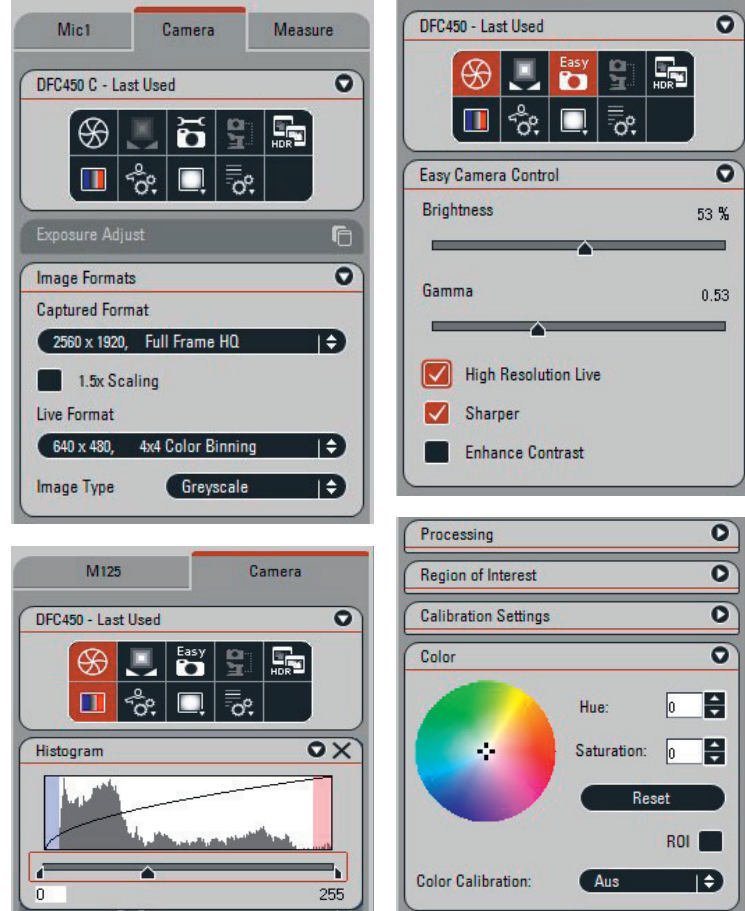 Mic1 Camera Measure
DFC450 C - Last Used
HDR
Exposure Adjust
Image Formats
Captured Format
2560 x 1920, Full Frame HQ
1.5x Scaling
Live Format
640 x 480, 4x4 Color Binning
Image Type Greyscale
DFC450 - Last Used
Easy
HDR
Easy Camera Control
Brightness 53 %
Gamma 0.53
High Resolution Live
Sharper
Enhance Contrast
M125 Camera
DFC450 - Last Used
Easy
HDR
Histogram
0 255
Processing
Region of Interest
Calibration Settings
Color
Hue: 0
Saturation: 0
Reset
ROI
Color Calibration: Aus